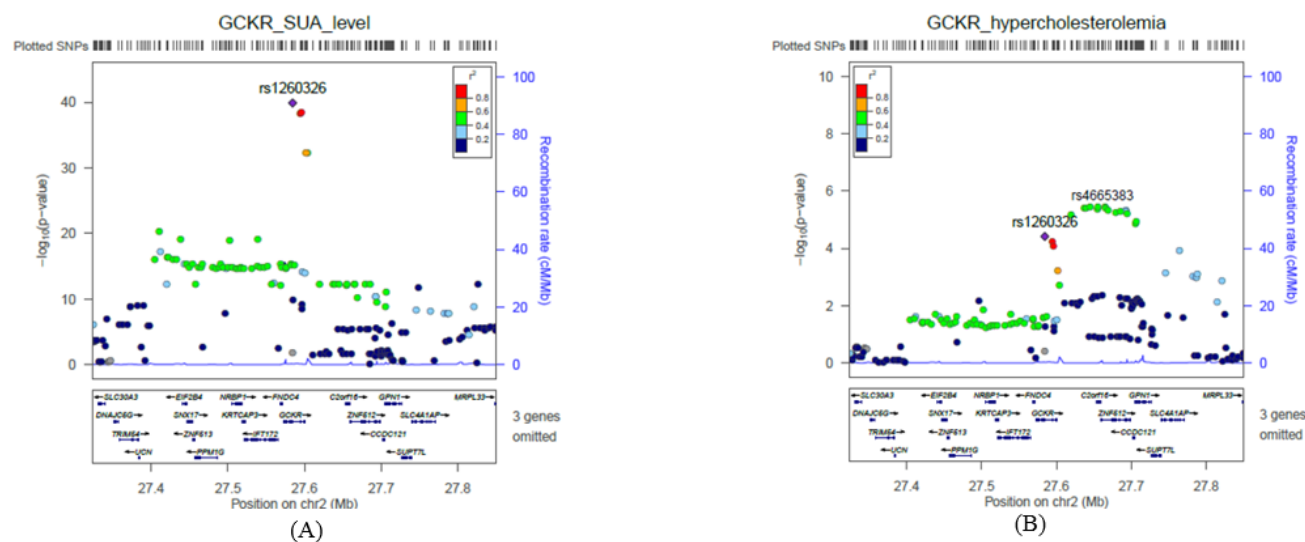 GCKR_SUA_level
Plotted SNPs
rs1260326
r²
0.8
0.6
0.4
0.2
40
30
20
10
0
−log10(p−value)
100
80
60
40
20
0
Recombination rate (cM/Mb)
←SLC30A3
EIF2B4→
NRBP1→
←FNDC4
C2orf16→
GPN1→
MRPL33→
DNAJC5G→
SNX17→
KRTCAP3→
GCKR→
ZNF512→
SLC4A1AP→
TRIM54→
←ZNF513
←IFT172
←CCDC121
←UCN
←PPM1G
←SUPT7L
3 genes
omitted
27.4
27.5
27.6
27.7
27.8
Position on chr2 (Mb)
(A)
GCKR_hypercholesterolemia
Plotted SNPs
r²
0.8
0.6
0.4
0.2
rs4665383
rs1260326
10
8
6
4
2
0
−log10(p−value)
100
80
60
40
20
0
Recombination rate (cM/Mb)
←SLC30A3
EIF2B4→
NRBP1→
←FNDC4
C2orf16→
GPN1→
MRPL33→
DNAJC5G→
SNX17→
KRTCAP3→
GCKR→
ZNF512→
SLC4A1AP→
TRIM54→
←ZNF513
←IFT172
←CCDC121
←UCN
←PPM1G
←SUPT7L
3 genes
omitted
27.4
27.5
27.6
27.7
27.8
Position on chr2 (Mb)
(B)